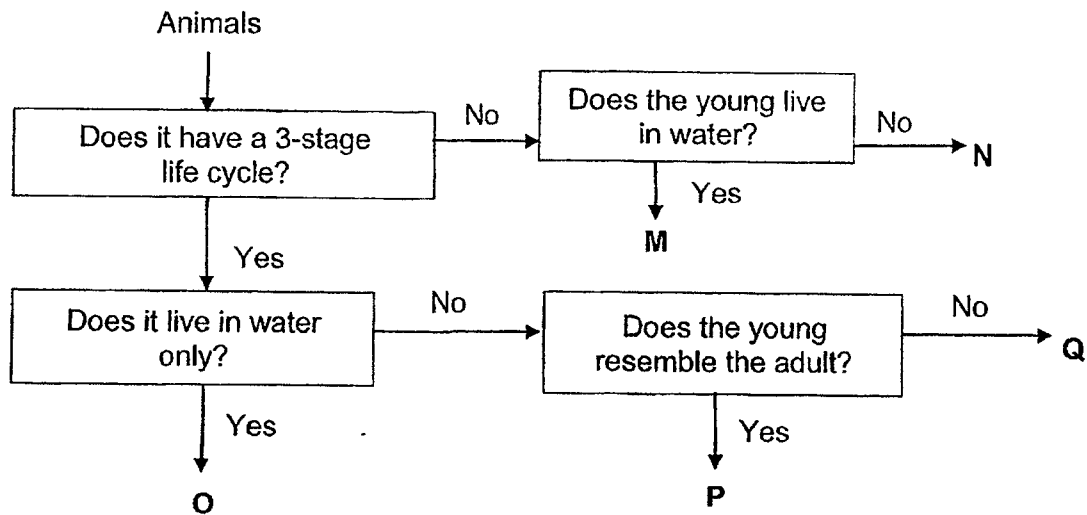 Animals
Does it have a 3-stage
life cycle?
No
Does the young live
in water?
No
N
Yes
M
Yes
Does it live in water
only?
No
Does the young
resemble the adult?
No
Q
Yes
O
Yes
P